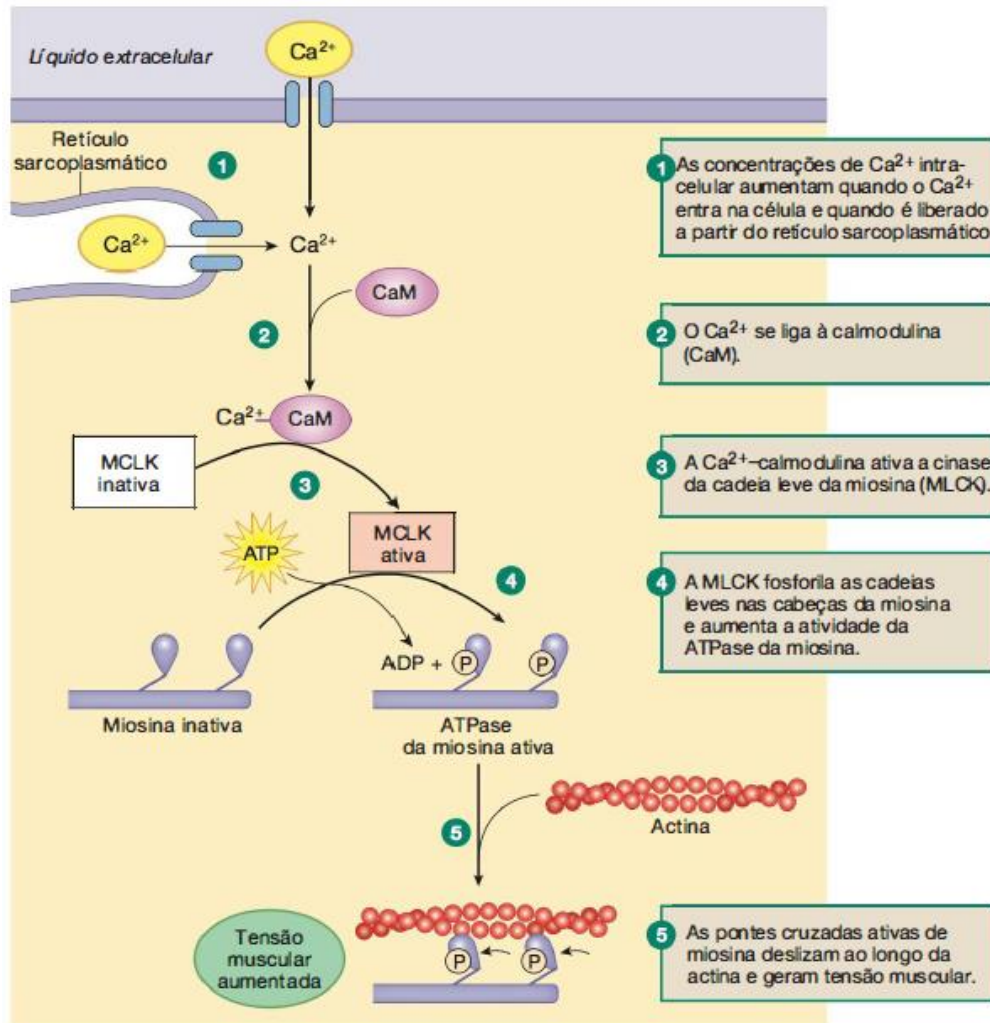 Líquido extracelular
Ca2+
Retículo
sarcoplasmático
1
Ca2+
Ca2+
CaM
2
Ca2+
CaM
MCLK
inativa
3
ATP
MCLK
ativa
4
ADP +
P
P
Miosina inativa
ATPase
da miosina ativa
5
Actina
Tensão
muscular
aumentada
P
P
1 As concentrações de Ca2+ intra-
celular aumentam quando o Ca2+
entra na célula e quando é liberado
a partir do retículo sarcoplasmático
2 O Ca2+ se liga à calmodulina
(CaM).
3 A Ca2+–calmodulina ativa a cinase
da cadeia leve da miosina (MLCK).
4 A MLCK fosforila as cadeias
leves nas cabeças da miosina
e aumenta a atividade da
ATPase da miosina.
5 As pontes cruzadas ativas de
miosina deslizam ao longo da
actina e geram tensão muscular.